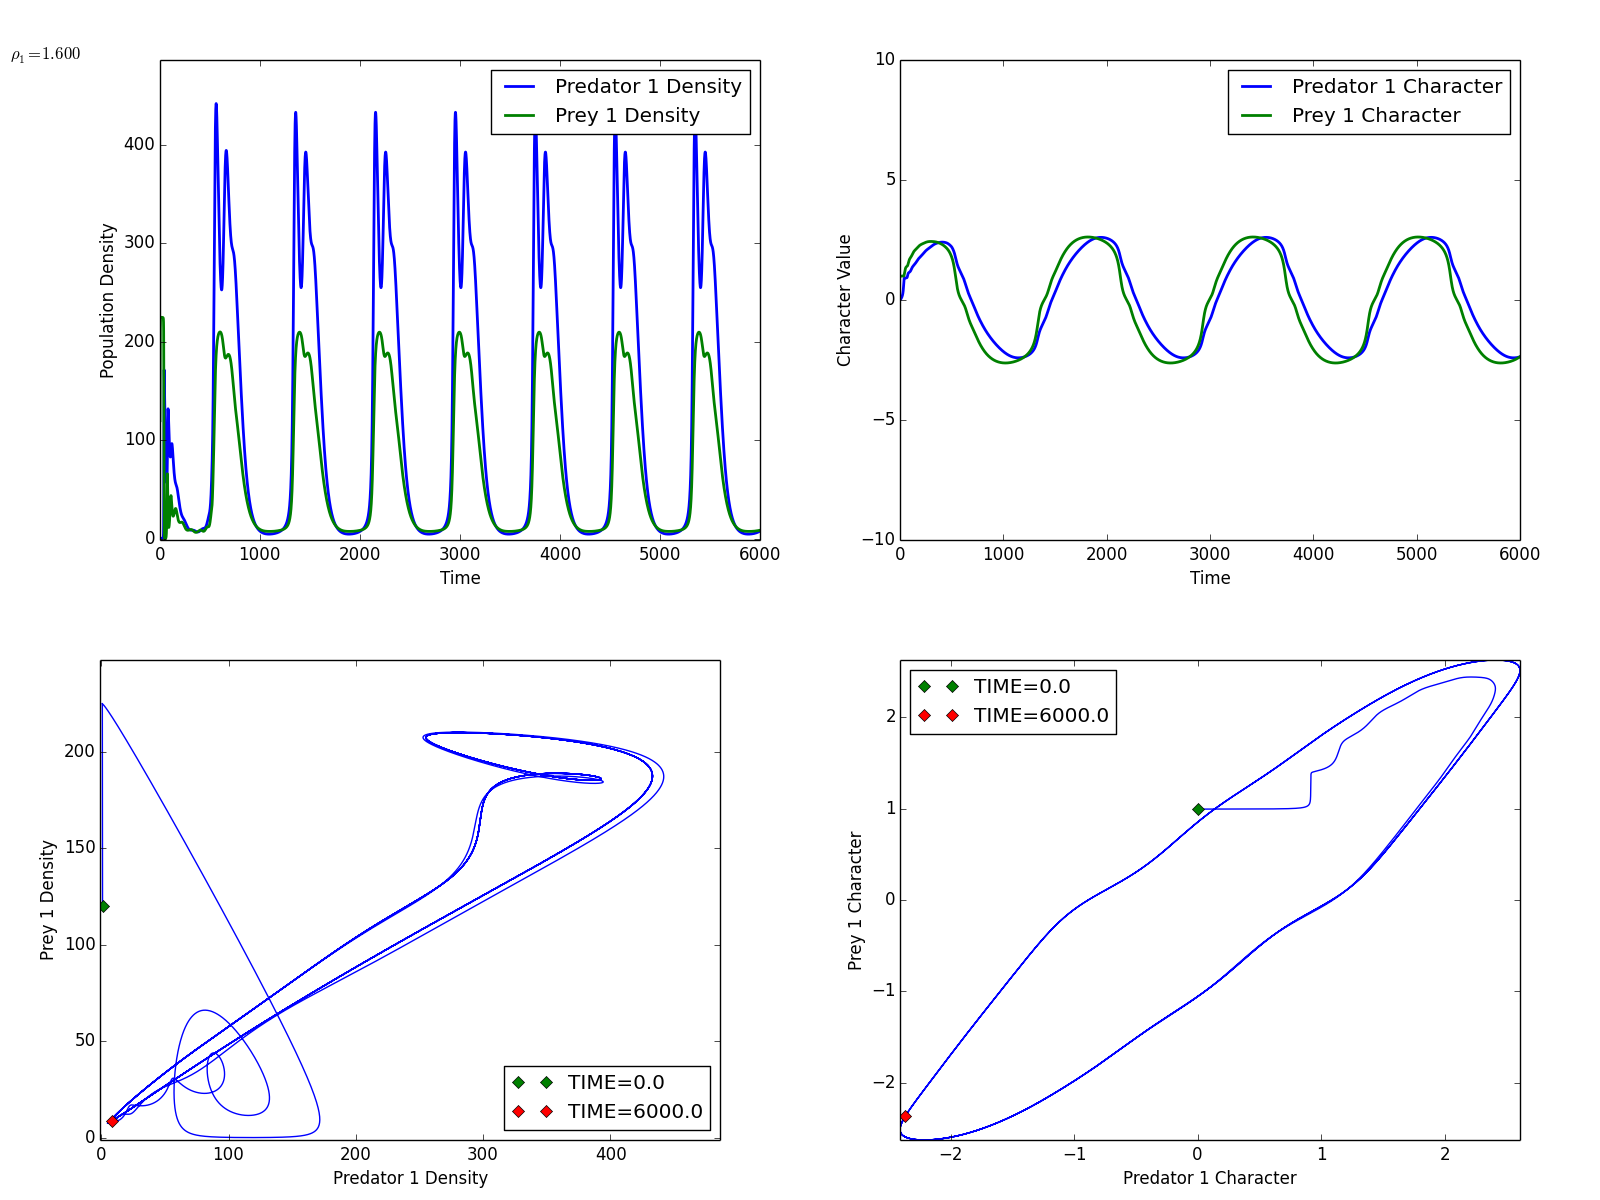 ρ₁=1.600
Predator 1 Density
Prey 1 Density
400
300
200
100
0
Population Density
0 1000 2000 3000 4000 5000 6000
Time
Predator 1 Character
Prey 1 Character
10
5
0
−5
−10
Character Value
0 1000 2000 3000 4000 5000 6000
Time
TIME=0.0
TIME=6000.0
200
150
100
50
0
Prey 1 Density
0 100 200 300 400
Predator 1 Density
TIME=0.0
TIME=6000.0
2
1
0
−1
−2
Prey 1 Character
−2 −1 0 1 2
Predator 1 Character